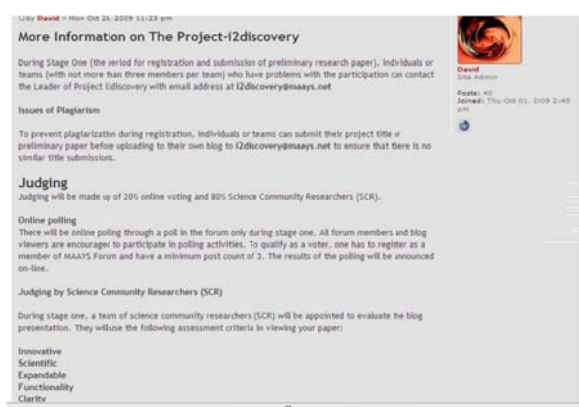 by David » Mon Oct 26, 2009 11:23 pm
More Information on The Project-i2discovery
During Stage One (the period for registration and submission of preliminary research paper), individuals or
teams (with not more than three members per team) who have problems with the participation can contact
the Leader of Project i2discovery with email address at i2discovery@maays.net
Issues of Plagiarism
To prevent plagiarization during registration, individuals or teams can submit their project title or
preliminary paper before uploading to their own blog to i2discovery@maays.net to ensure that there is no
similar title submissions.
Judging
Judging will be made up of 20% online voting and 80% Science Community Researchers (SCR).
Online polling
There will be online polling through a poll in the forum only during stage one. All forum members and blog
viewers are encouraged to participate in polling activities. To qualify as a voter, one has to register as a
member of MAAYS Forum and have a minimum post count of 3. The results of the polling will be announced
on-line.
Judging by Science Community Researchers (SCR)
During stage one, a team of science community researchers (SCR) will be appointed to evaluate the blog
presentation. They willuse the following assessment criteria in viewing your paper:
Innovative
Scientific
Expandable
Functionality
Clarity
David
Site Admin
Posts: 40
Joined: Thu Oct 01, 2009 2:45
pm